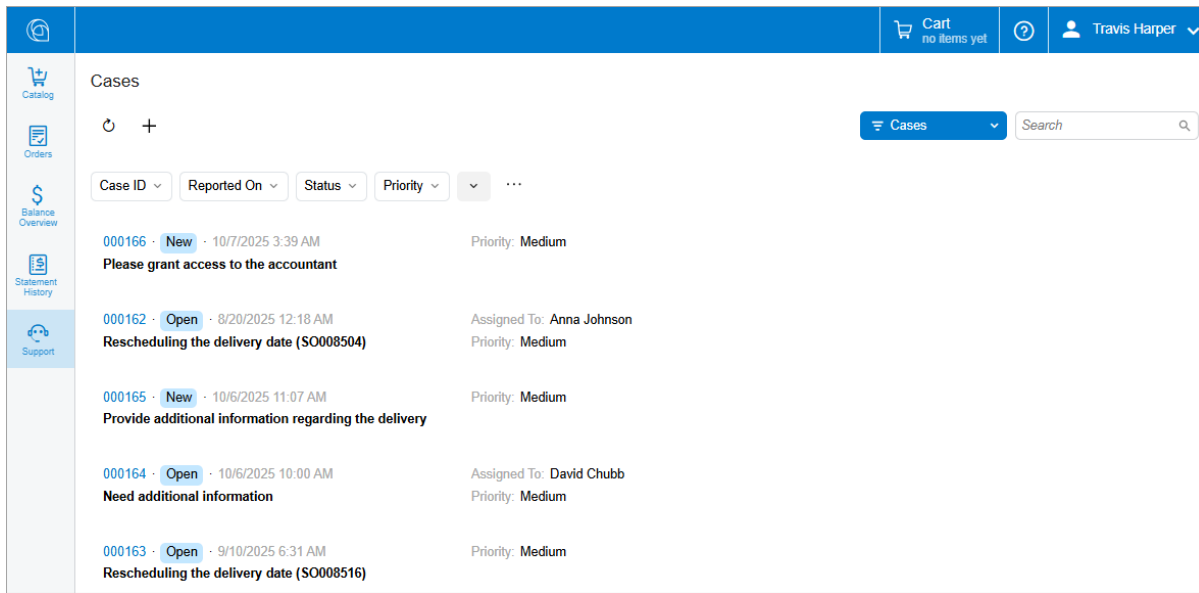 Cart
no items yet
Travis Harper
Catalog
Orders
Balance
Overview
Statement
History
Support
Cases
Cases
Search
Case ID
Reported On
Status
Priority
000166 · New · 10/7/2025 3:39 AM
Priority: Medium
Please grant access to the accountant
000162 · Open · 8/20/2025 12:18 AM
Assigned To: Anna Johnson
Rescheduling the delivery date (SO008504)
Priority: Medium
000165 · New · 10/6/2025 11:07 AM
Priority: Medium
Provide additional information regarding the delivery
000164 · Open · 10/6/2025 10:00 AM
Assigned To: David Chubb
Need additional information
Priority: Medium
000163 · Open · 9/10/2025 6:31 AM
Priority: Medium
Rescheduling the delivery date (SO008516)